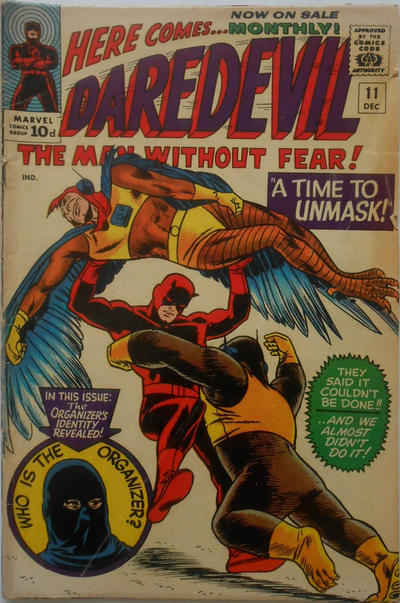 NOW ON SALE
MONTHLY!
HERE COMES...
APPROVED
BY THE
COMICS
CODE
AUTHORITY
DAREDEVIL
MARVEL
COMICS
GROUP
10d
11
DEC
THE MAN WITHOUT FEAR!
IND.
"A TIME TO
UNMASK!"
THEY
SAID IT
COULDN'T
BE DONE!!
...AND WE
ALMOST
DIDN'T
DO IT!
IN THIS ISSUE:
The
ORGANIZER'S
IDENTITY
REVEALED!
WHO IS THE
ORGANIZER?